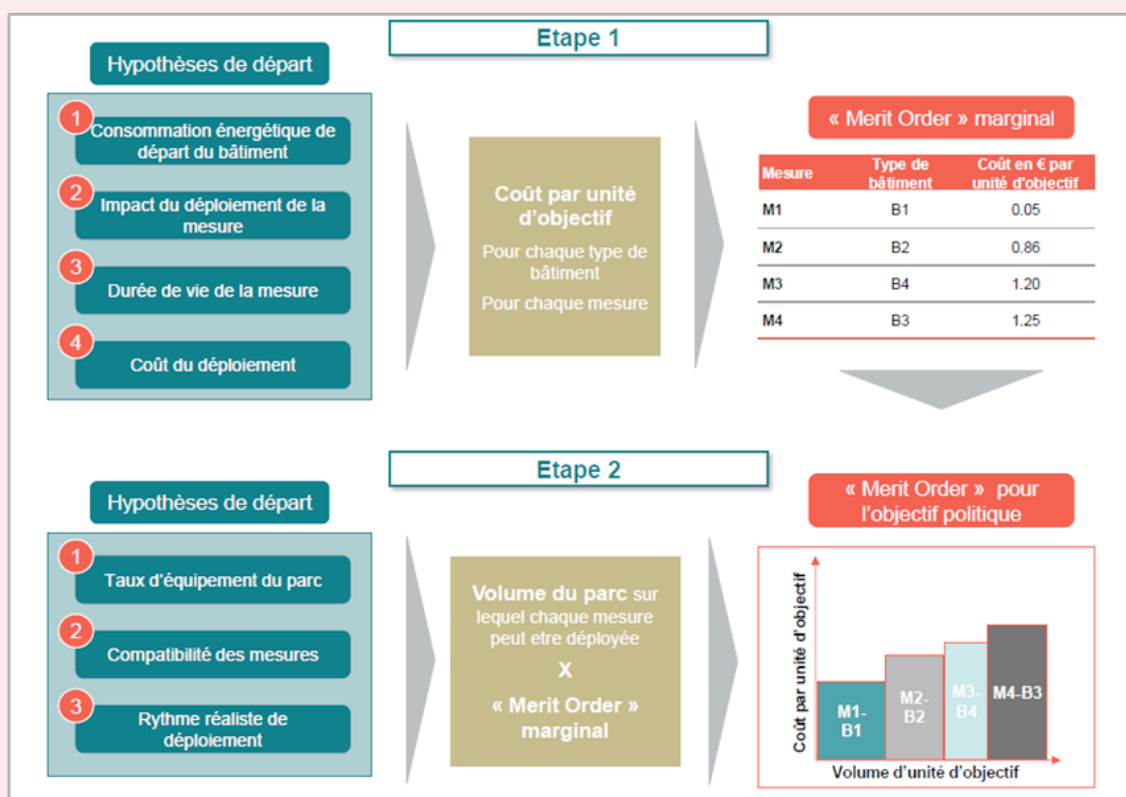 Etape 1
Hypothèses de départ
1
Consommation énergétique de
départ du bâtiment
2
Impact du déploiement de la
mesure
3
Durée de vie de la mesure
4
Coût du déploiement
Coût par unité
d'objectif
Pour chaque type de
bâtiment
Pour chaque mesure
« Merit Order » marginal
Mesure Type de bâtiment Coût en € par unité d'objectif
M1 B1 0.05
M2 B2 0.86
M3 B4 1.20
M4 B3 1.25
Etape 2
Hypothèses de départ
1
Taux d'équipement du parc
2
Compatibilité des mesures
3
Rythme réaliste de
déploiement
Volume du parc sur
lequel chaque mesure
peut etre déployée
X
« Merit Order »
marginal
« Merit Order » pour
l'objectif politique
Coût par unité d'objectif
M1-
B1
M2-
B2
M3-
B4
M4-B3
Volume d'unité d'objectif